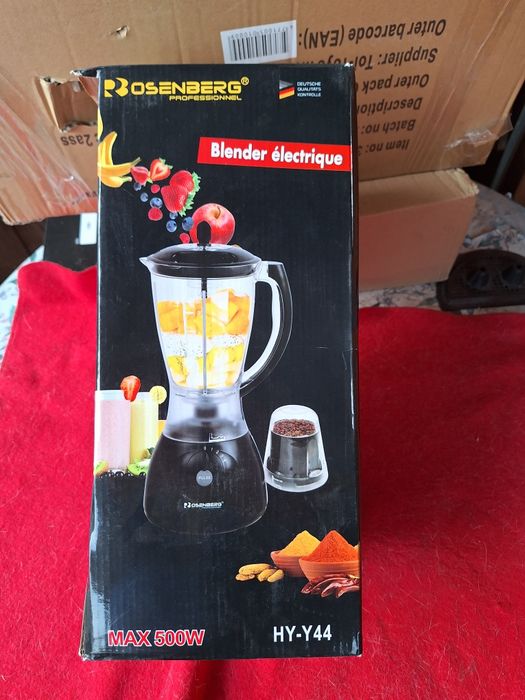 ROSENBERG®
PROFESSIONNEL
DEUTSCHE
QUALITÄTS
KONTROLLE
Blender électrique
PULSE
ROSENBERG
MAX 500W
HY-Y44
Outer barcode (EAN):
Supplier:
Outer pack
Description
Batch no:
Item no: